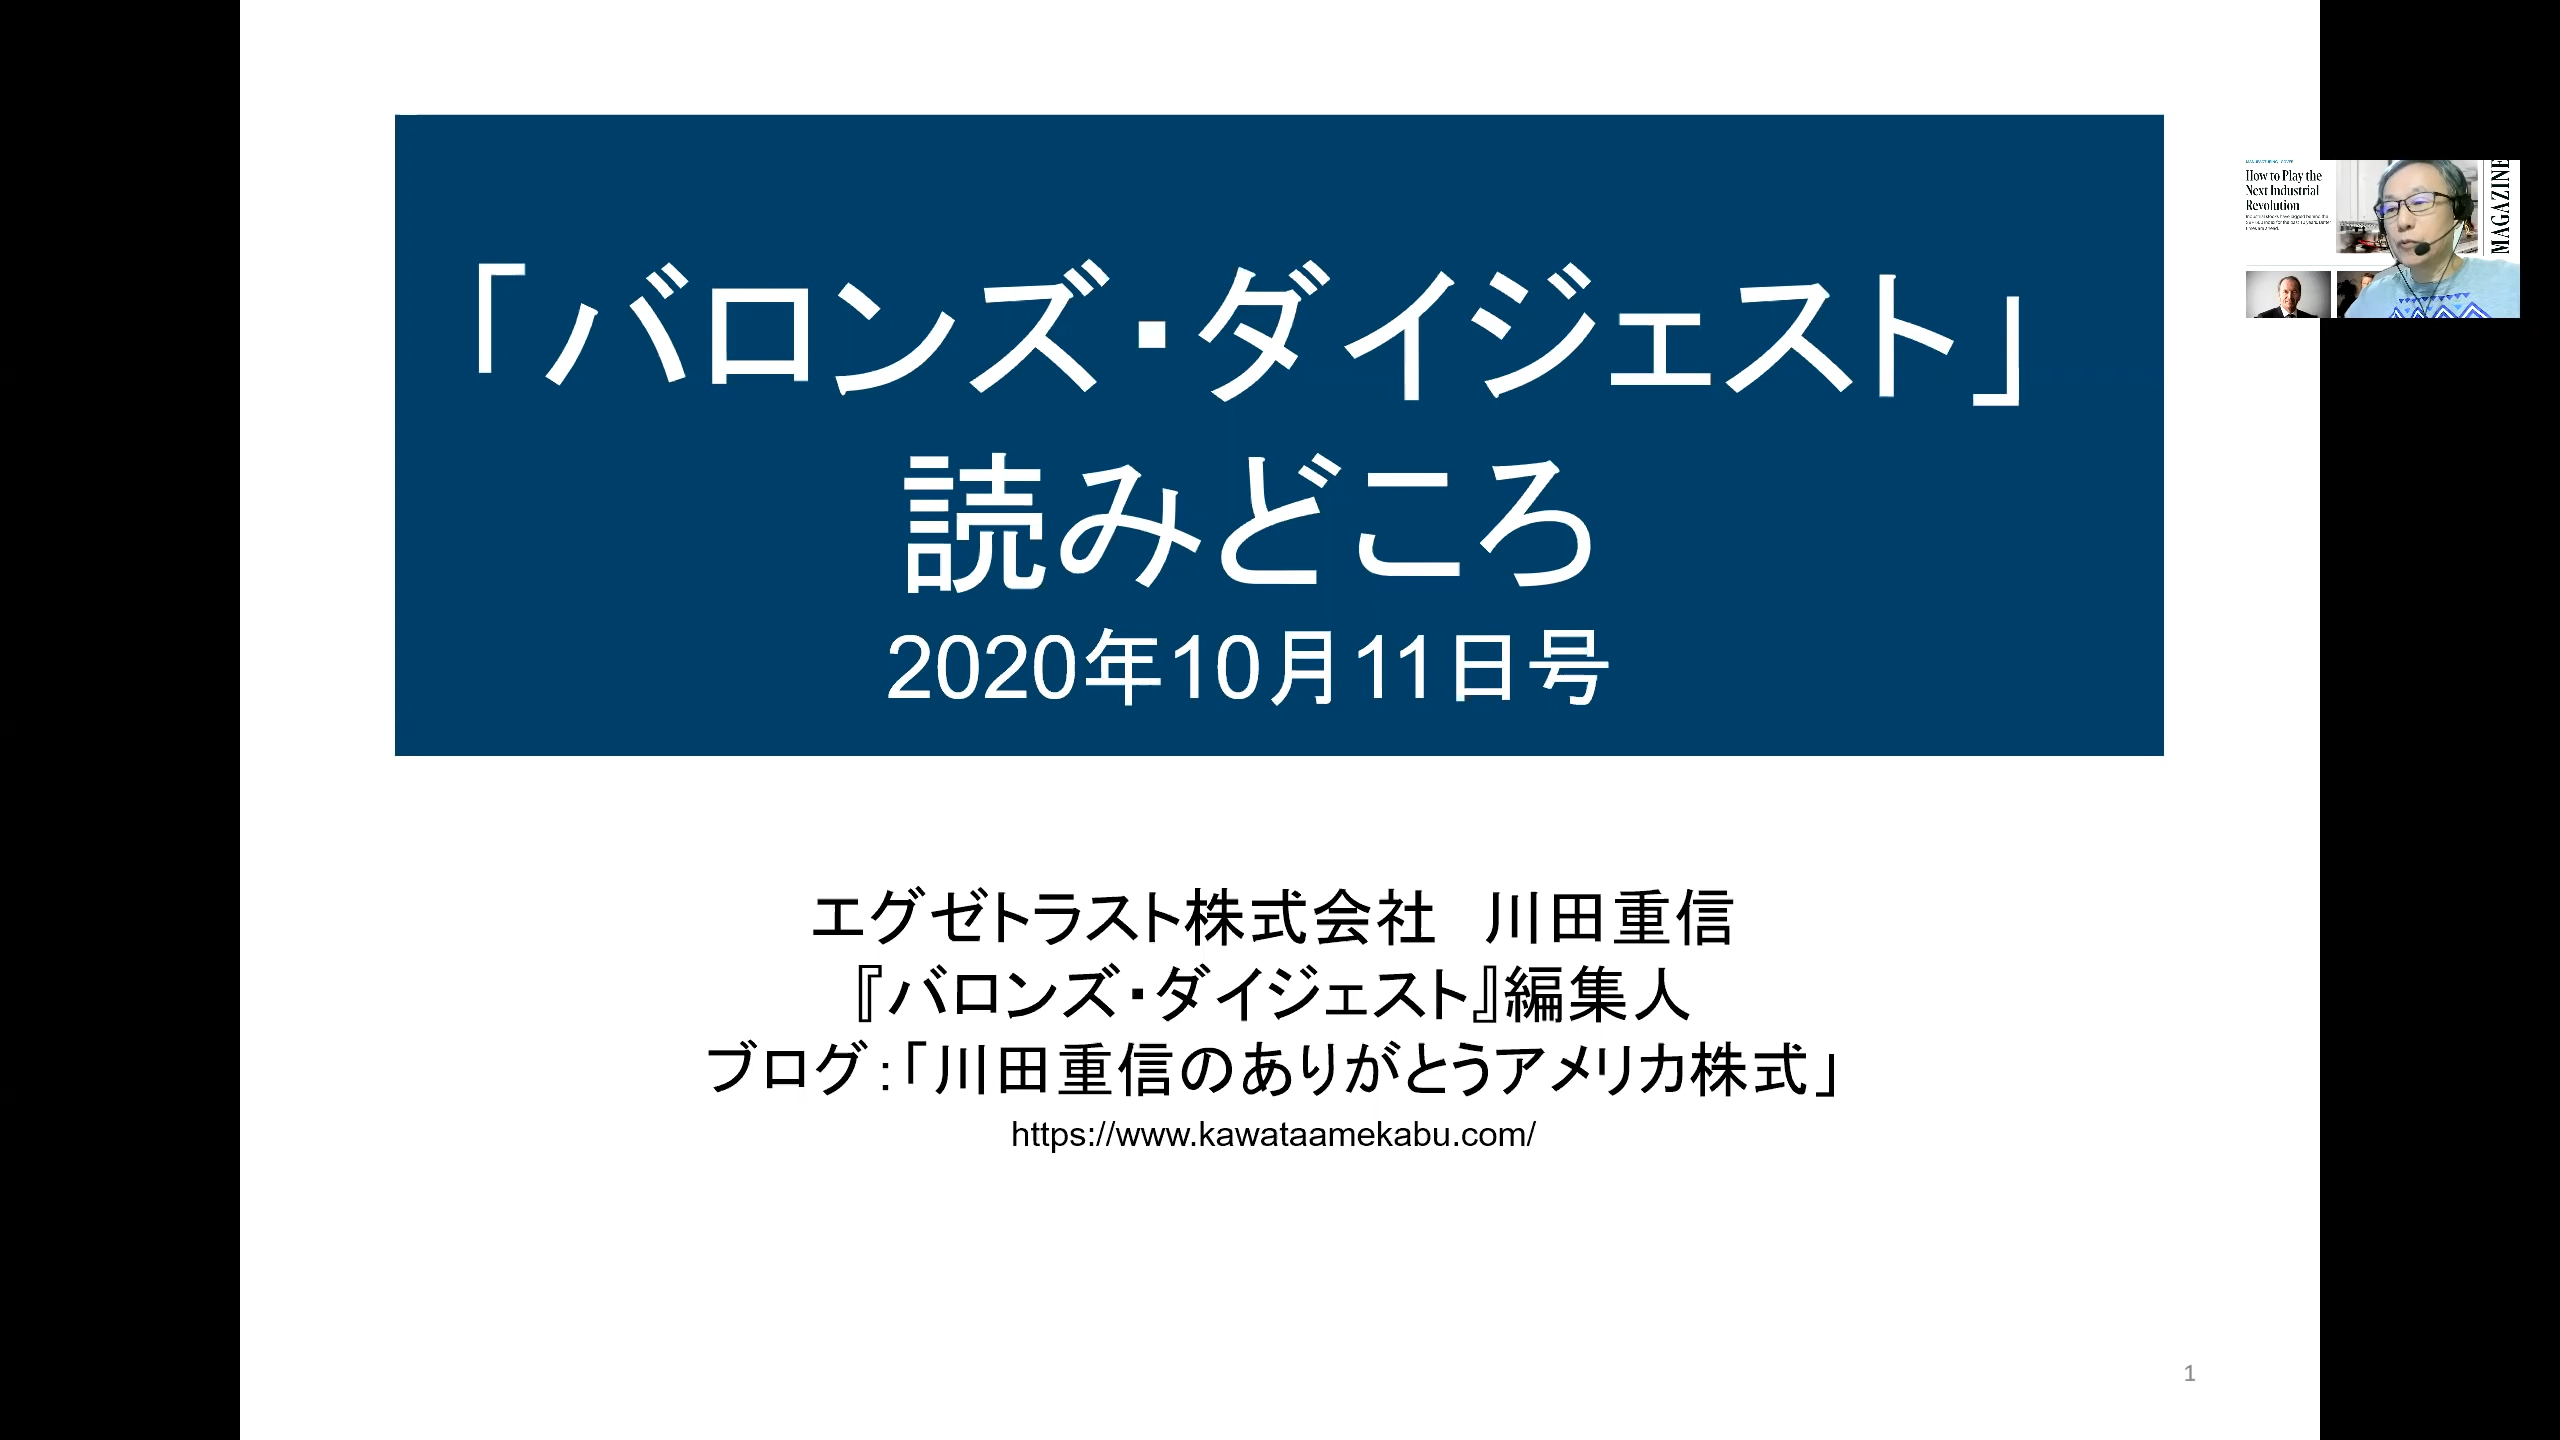 「バロンズ・ダイジェスト」
読みどころ
2020年10月11日号
エグゼトラスト株式会社　川田重信
『バロンズ・ダイジェスト』編集人
ブログ:「川田重信のありがとうアメリカ株式」
https://www.kawataamekabu.com/
1
How to Play the
Next Industrial
Revolution
MAGAZINE